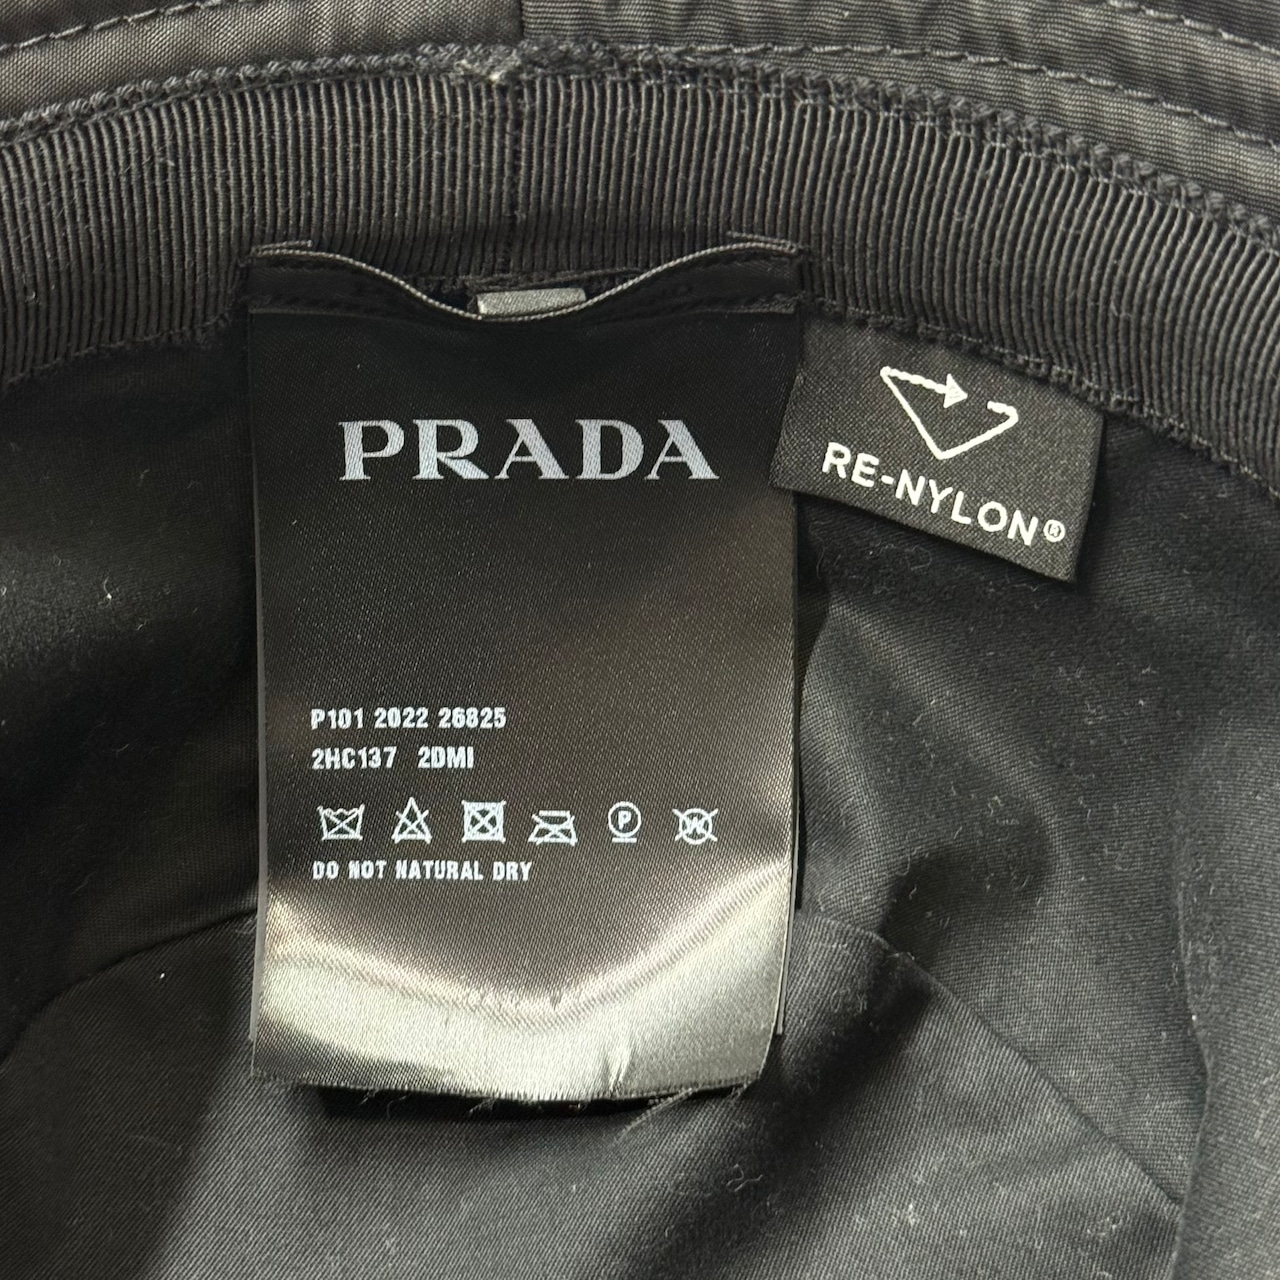 PRADA
RE-NYLON®
P101 2022 26825
2HC137 2DMI
P W
DO NOT NATURAL DRY